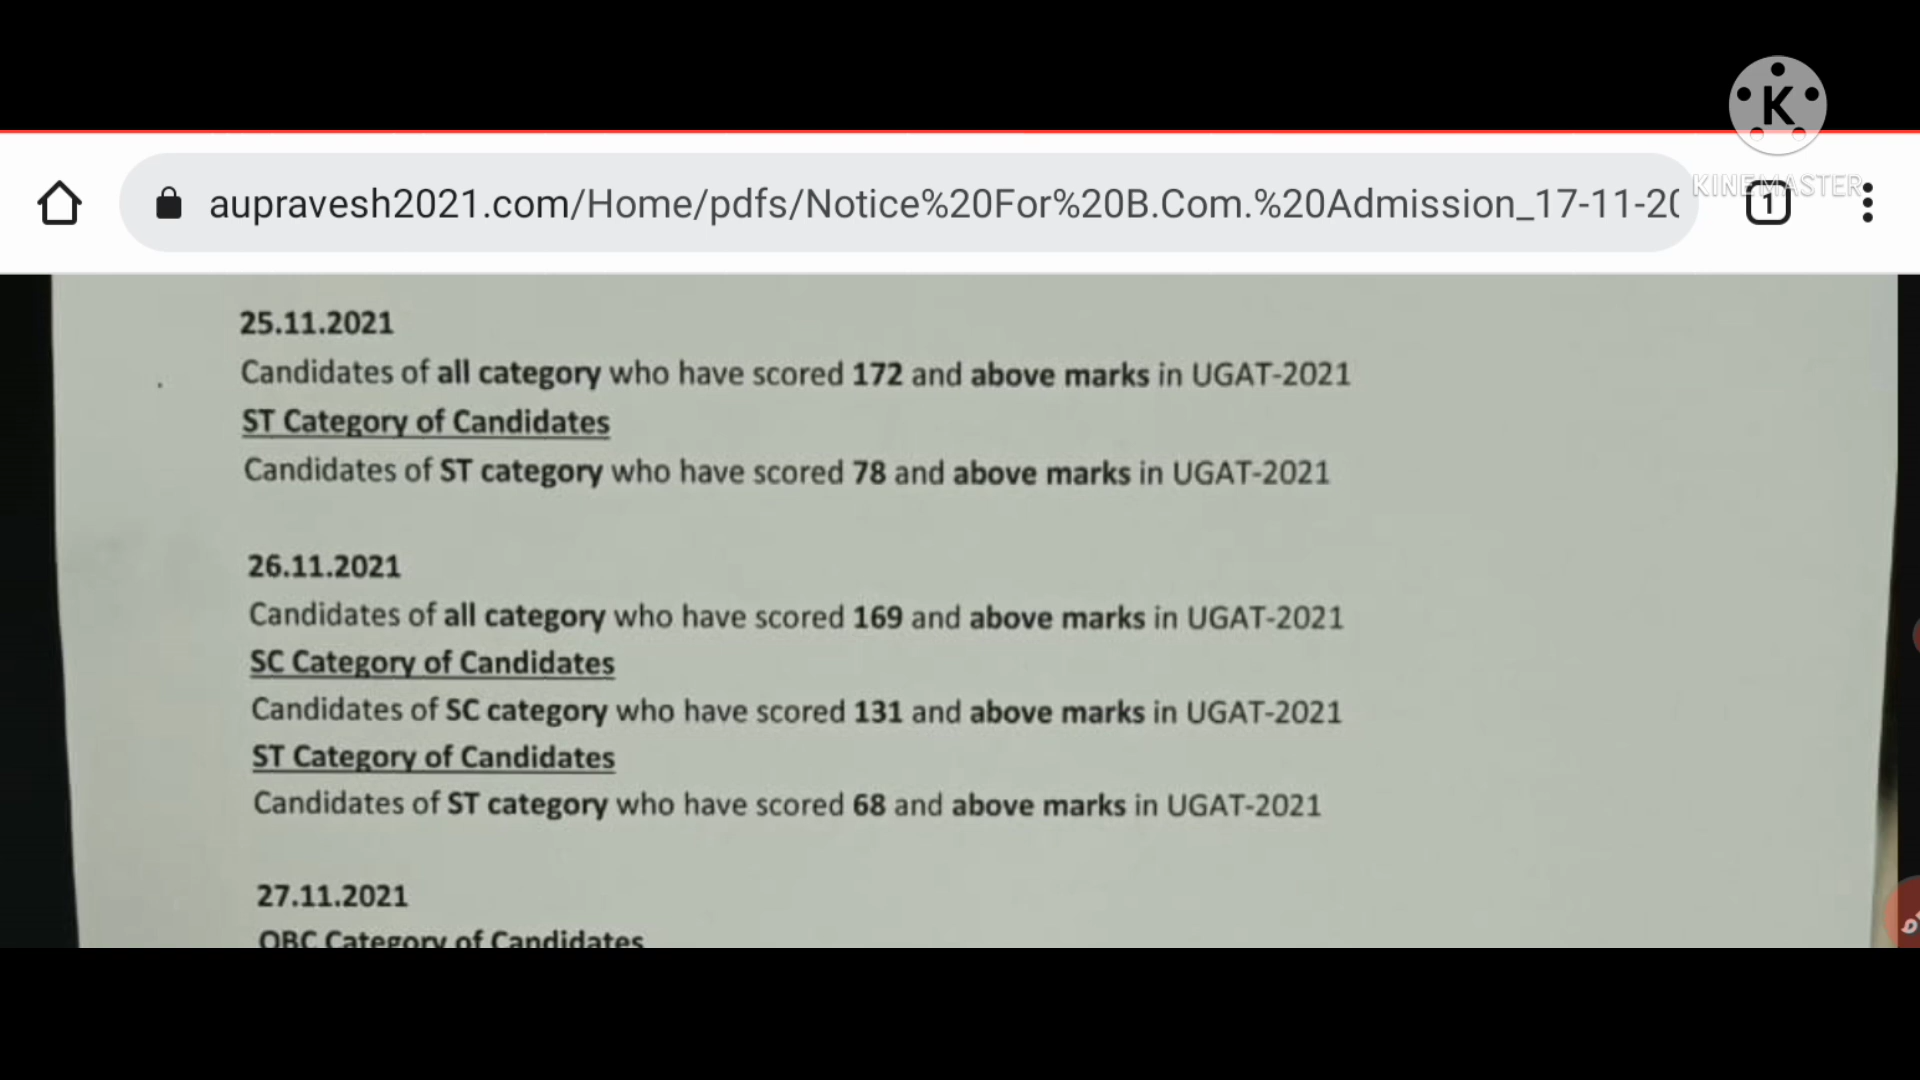 K
KINEMASTER
aupravesh2021.com/Home/pdfs/Notice%20For%20B.Com.%20Admission_17-11-20
1
25.11.2021
Candidates of all category who have scored 172 and above marks in UGAT-2021
ST Category of Candidates
Candidates of ST category who have scored 78 and above marks in UGAT-2021
26.11.2021
Candidates of all category who have scored 169 and above marks in UGAT-2021
SC Category of Candidates
Candidates of SC category who have scored 131 and above marks in UGAT-2021
ST Category of Candidates
Candidates of ST category who have scored 68 and above marks in UGAT-2021
27.11.2021
OBC Category of Candidates